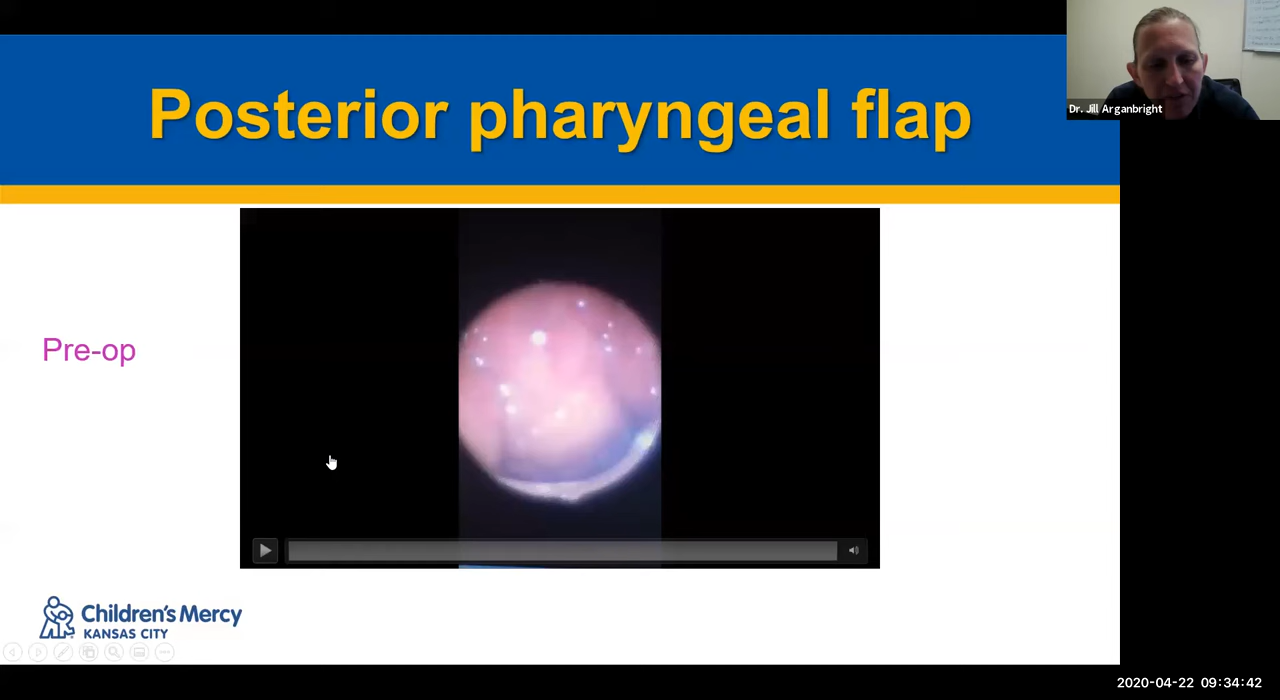 Posterior pharyngeal flap
Dr. Jill Arganbright
Pre-op
Children's Mercy
KANSAS CITY
2020-04-22 09:34:42